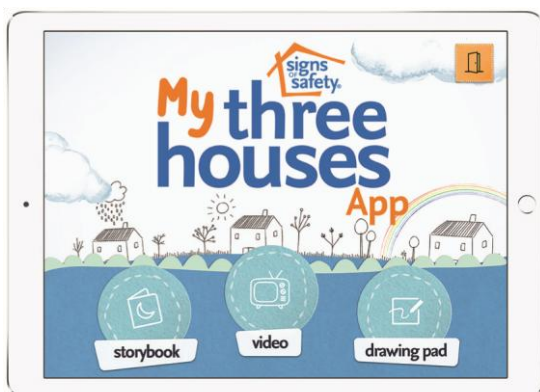 signs
of
safety®
My three
houses
App
storybook
video
drawing pad